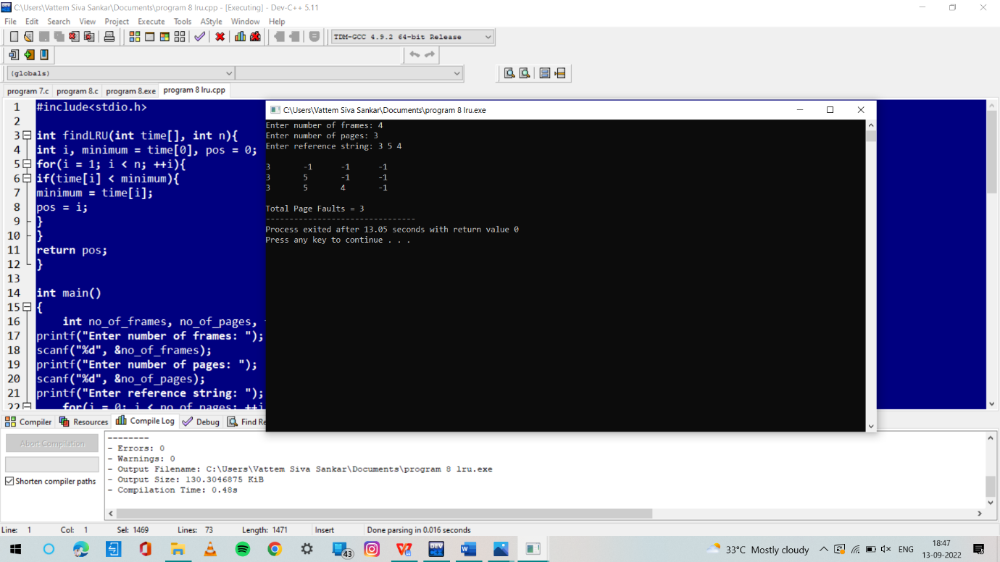 C:\Users\Vattem Siva Sankar\Documents\program 8 lru.cpp - [Executing] - Dev-C++ 5.11
File Edit Search View Project Execute Tools AStyle Window Help
TDM-GCC 4.9.2 64-bit Release
(globals)
program 7.c program 8.c program 8.exe program 8 lru.cpp
1 #include<stdio.h>
2
3 int findLRU(int time[], int n){
4 int i, minimum = time[0], pos = 0;
5 for(i = 1; i < n; ++i){
6 if(time[i] < minimum){
7 minimum = time[i];
8 pos = i;
9 }
10 }
11 return pos;
12 }
13
14 int main()
15 {
16 int no_of_frames, no_of_pages,
17 printf("Enter number of frames: ");
18 scanf("%d", &no_of_frames);
19 printf("Enter number of pages: ");
20 scanf("%d", &no_of_pages);
21 printf("Enter reference string: ");
22 for(i = 0; i < no_of_pages; ++i
C:\Users\Vattem Siva Sankar\Documents\program 8 lru.exe
Enter number of frames: 4
Enter number of pages: 3
Enter reference string: 3 5 4
3 -1 -1 -1
3 5 -1 -1
3 5 4 -1
Total Page Faults = 3
--------------------------------
Process exited after 13.05 seconds with return value 0
Press any key to continue . . .
Compiler Resources Compile Log Debug Find Re
Abort Compilation
Shorten compiler paths
--------
- Errors: 0
- Warnings: 0
- Output Filename: C:\Users\Vattem Siva Sankar\Documents\program 8 lru.exe
- Output Size: 130.3046875 KiB
- Compilation Time: 0.48s
Line: 1 Col: 1 Sel: 1469 Lines: 73 Length: 1471 Insert Done parsing in 0.016 seconds
43
DEV
W
33°C Mostly cloudy
ENG
18:47
13-09-2022